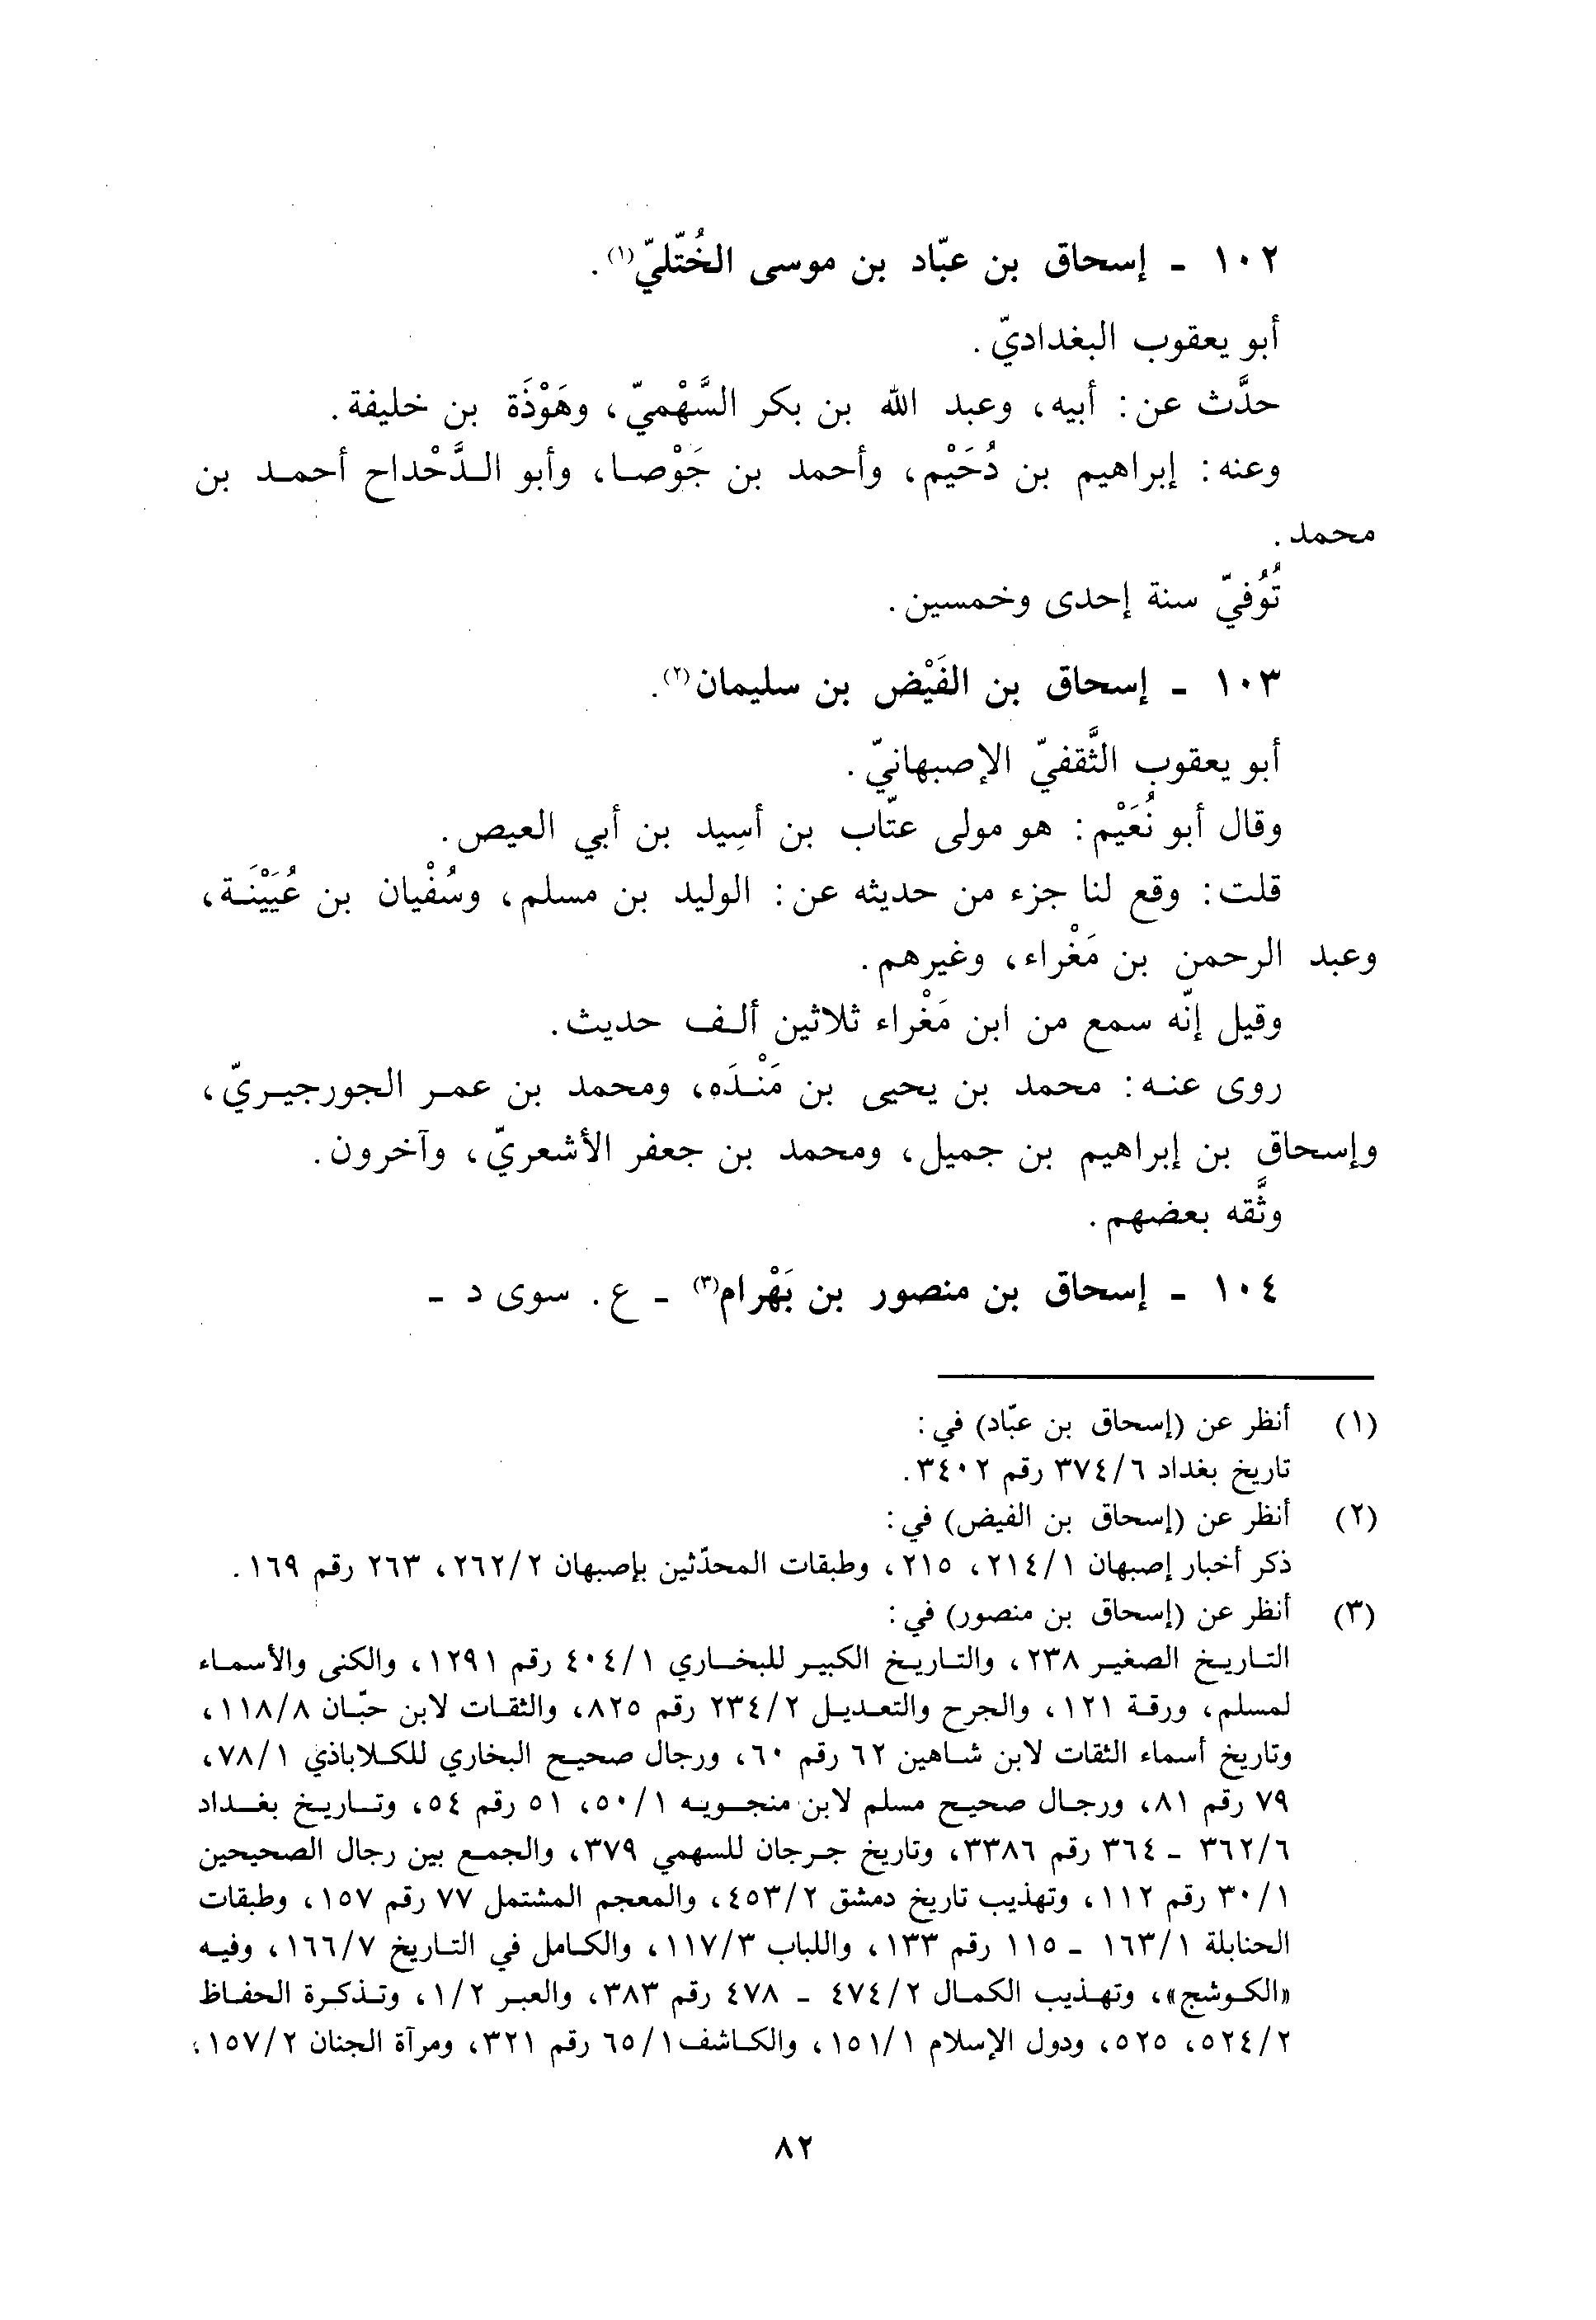 ١٠٢ - إسحاق بن عبّاد بن موسى الخُتّليّ(١).
أبو يعقوب البغداديّ.
حدَّث عن: أبيه، وعبد الله بن بكر السَّهْميّ، وهَوْذَة بن خليفة.
وعنه: إبراهيم بن دُحَيْم، وأحمد بن جَوْصا، وأبو الدَّحْداح أحمد بن
محمد.
تُوُفيّ سنة إحدى وخمسين.
١٠٣ - إسحاق بن الفَيْض بن سليمان(٢).
أبو يعقوب الثَّقفيّ الإصبهانيّ.
وقال أبو نُعَيْم: هو مولى عتّاب بن أسِيد بن أبي العيص.
قلت: وقع لنا جزء من حديثه عن: الوليد بن مسلم، وسُفْيان بن عُيَيْنَة،
وعبد الرحمن بن مَغْراء، وغيرهم.
وقيل إنّه سمع من ابن مَغْراء ثلاثين ألف حديث.
روى عنه: محمد بن يحيى بن مَنْدَه، ومحمد بن عمر الجورجيريّ،
وإسحاق بن إبراهيم بن جميل، ومحمد بن جعفر الأشعريّ، وآخرون.
وثَّقه بعضهم.
١٠٤ - إسحاق بن منصور بن بَهْرام(٣) - ع. سوى د -
(١) أنظر عن (إسحاق بن عبّاد) في:
تاريخ بغداد ٣٧٤/٦ رقم ٣٤٠٢.
(٢) أنظر عن (إسحاق بن الفيض) في:
ذكر أخبار إصبهان ٢١٤/١، ٢١٥، وطبقات المحدّثين بإصبهان ٢٦٢/٢، ٢٦٣ رقم ١٦٩.
(٣) أنظر عن (إسحاق بن منصور) في:
التاريخ الصغير ٢٣٨، والتاريخ الكبير للبخاري ٤٠٤/١ رقم ١٢٩١، والكنى والأسماء
لمسلم، ورقة ١٢١، والجرح والتعديل ٢٣٤/٢ رقم ٨٢٥، والثقات لابن حبّان ١١٨/٨،
وتاريخ أسماء الثقات لابن شاهين ٦٢ رقم ٦٠، ورجال صحيح البخاري للكلاباذي ٧٨/١،
٧٩ رقم ٨١، ورجال صحيح مسلم لابن منجويه ٥٠/١، ٥١ رقم ٥٤، وتاريخ بغداد
٣٦٢/٦ - ٣٦٤ رقم ٣٣٨٦، وتاريخ جرجان للسهمي ٣٧٩، والجمع بين رجال الصحيحين
٣٠/١ رقم ١١٢، وتهذيب تاريخ دمشق ٤٥٣/٢، والمعجم المشتمل ٧٧ رقم ١٥٧، وطبقات
الحنابلة ١٦٣/١ - ١١٥ رقم ١٣٣، واللباب ١١٧/٣، والكامل في التاريخ ١٦٦/٧، وفيه
«الكوشج»، وتهذيب الكمال ٤٧٤/٢ - ٤٧٨ رقم ٣٨٣، والعبر ١/٢، وتذكرة الحفاظ
٥٢٤/٢، ٥٢٥، ودول الإسلام ١٥١/١، والكاشف ٦٥/١ رقم ٣٢١، ومرآة الجنان ١٥٧/٢،
٨٢